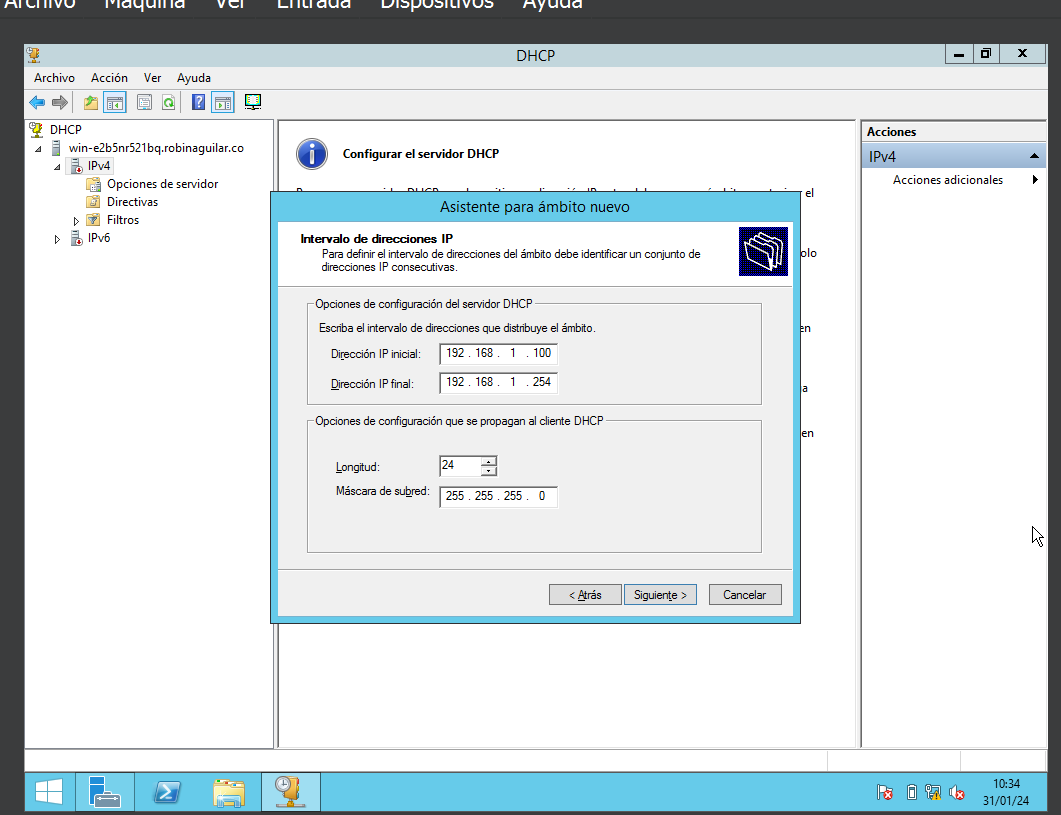 Archivo Máquina Ver Entrada Dispositivos Ayuda
DHCP
Archivo Acción Ver Ayuda
DHCP
win-e2b5nr521bq.robinaguilar.co
IPv4
Opciones de servidor
Directivas
Filtros
IPv6
Configurar el servidor DHCP
el
olo
en
a
en
Acciones
IPv4
Acciones adicionales
Asistente para ámbito nuevo
Intervalo de direcciones IP
Para definir el intervalo de direcciones del ámbito debe identificar un conjunto de
direcciones IP consecutivas.
Opciones de configuración del servidor DHCP
Escriba el intervalo de direcciones que distribuye el ámbito.
Dirección IP inicial: 192 . 168 . 1 . 100
Dirección IP final: 192 . 168 . 1 . 254
Opciones de configuración que se propagan al cliente DHCP
Longitud: 24
Máscara de subred: 255 . 255 . 255 . 0
< Atrás Siguiente > Cancelar
10:34
31/01/24